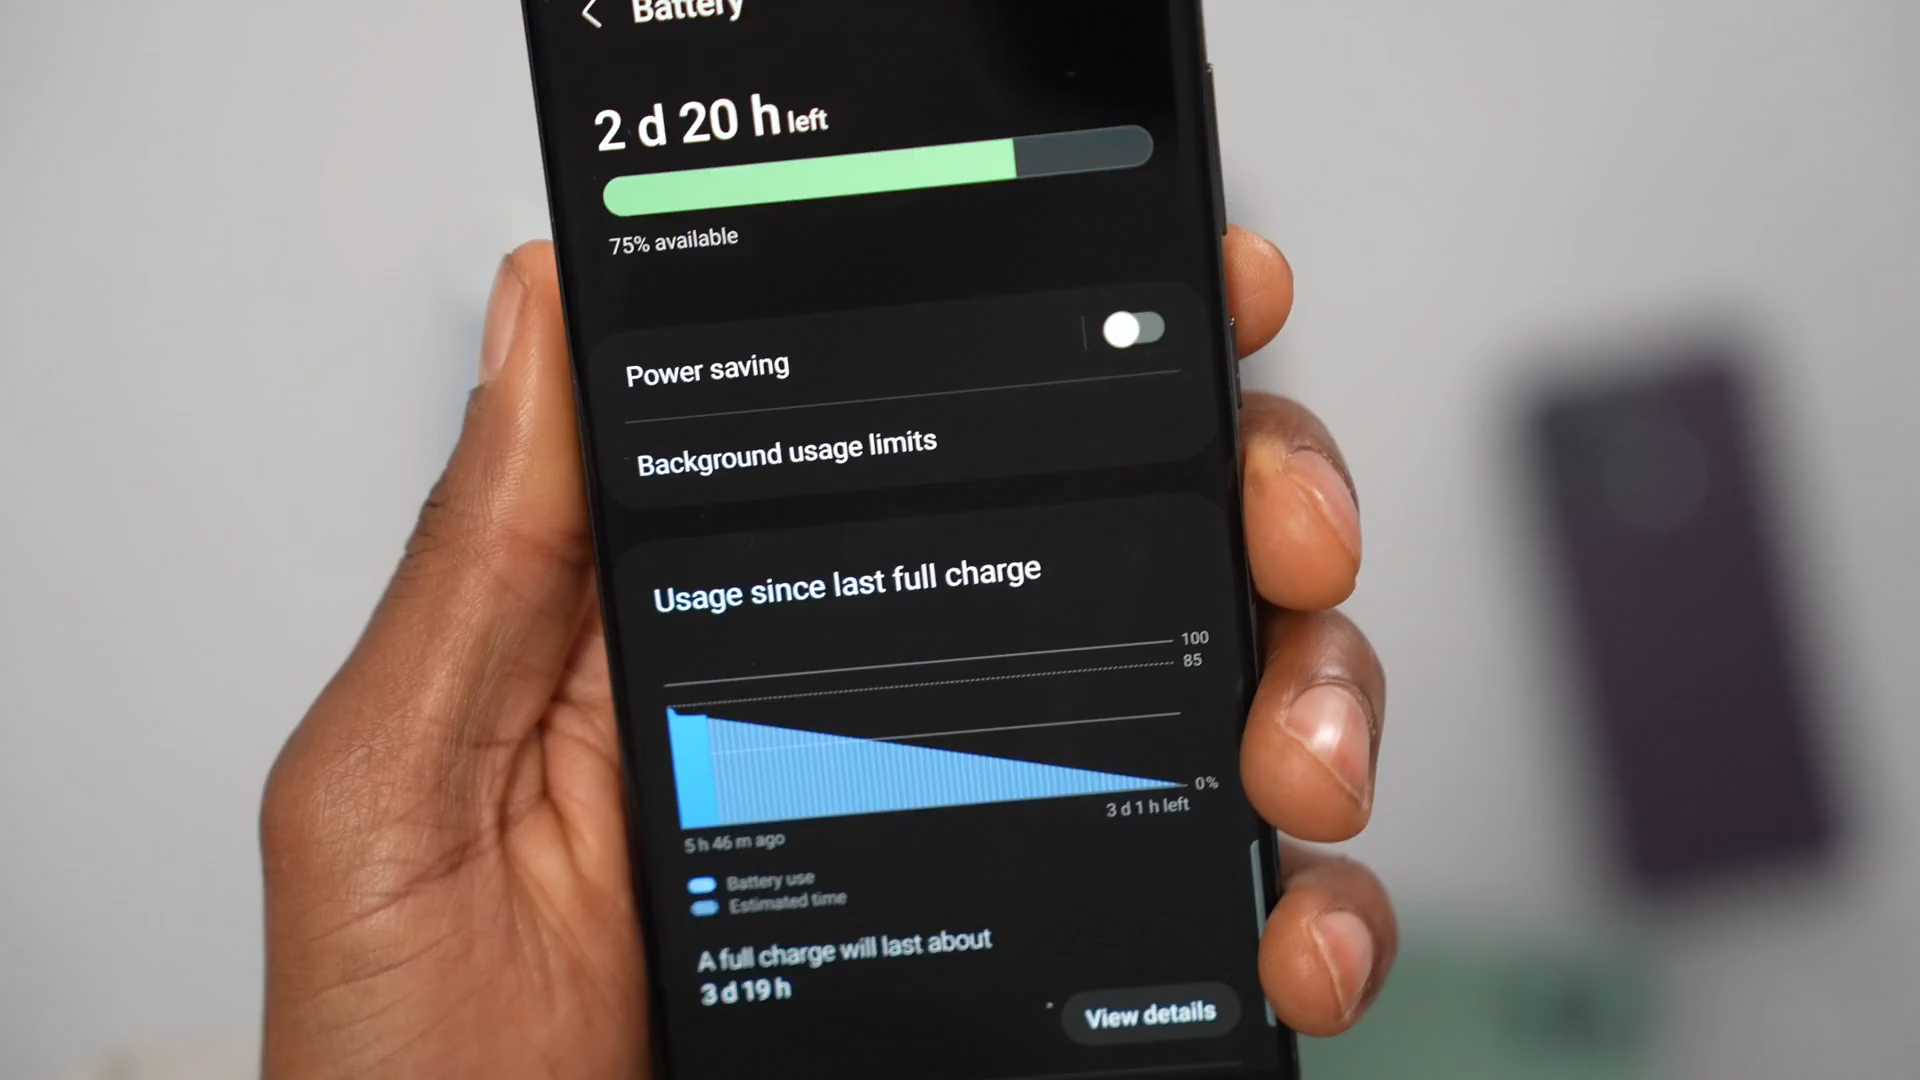 Battery
2 d 20 h left
75% available
Power saving
Background usage limits
Usage since last full charge
100
85
0%
3 d 1 h left
5 h 46 m ago
Battery use
Estimated time
A full charge will last about
3 d 19 h
View details